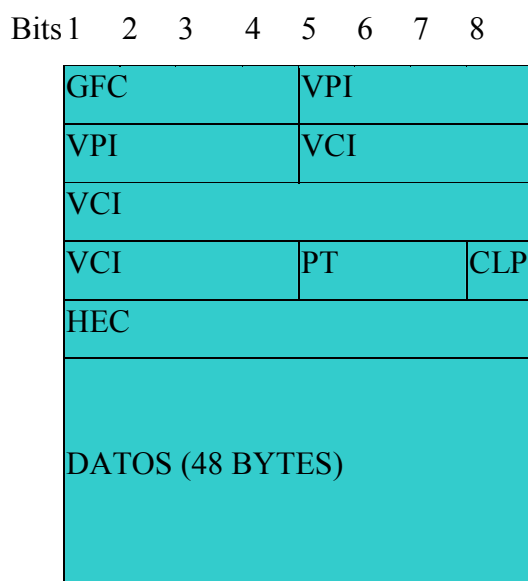 Bits 1 2 3 4 5 6 7 8
GFC VPI
VPI VCI
VCI
VCI PT CLP
HEC
DATOS (48 BYTES)